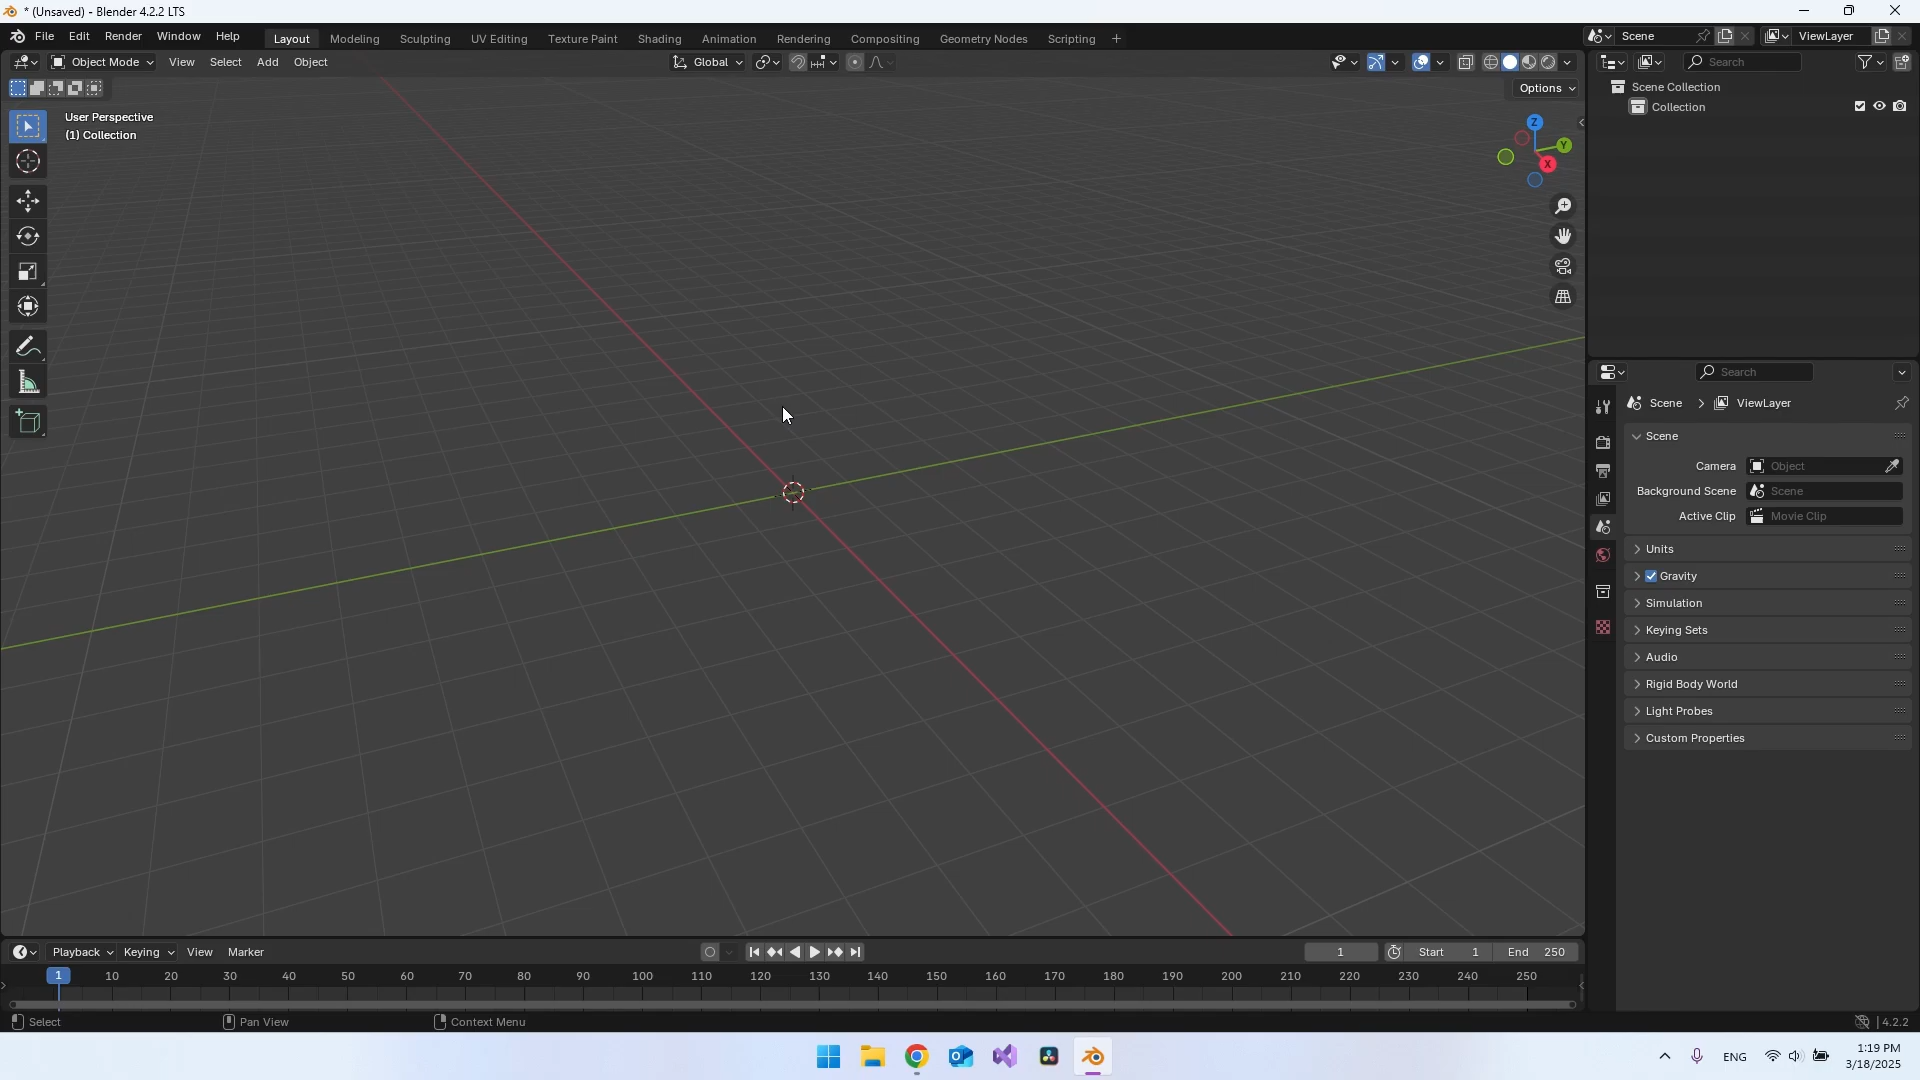 * (Unsaved) - Blender 4.2.2 LTS
File Edit Render Window Help Layout Modeling Sculpting UV Editing Texture Paint Shading Animation Rendering Compositing Geometry Nodes Scripting + Scene ViewLayer
Object Mode View Select Add Object Global Search
Options
User Perspective
(1) Collection
Z
Y
X
Scene Collection
Collection
Search
Scene > ViewLayer
Scene
Camera Object
Background Scene Scene
Active Clip Movie Clip
Units
Gravity
Simulation
Keying Sets
Audio
Rigid Body World
Light Probes
Custom Properties
Playback Keying View Marker 1 Start 1 End 250
1 10 20 30 40 50 60 70 80 90 100 110 120 130 140 150 160 170 180 190 200 210 220 230 240 250
Select Pan View Context Menu 4.2.2
ENG 1:19 PM
3/18/2025